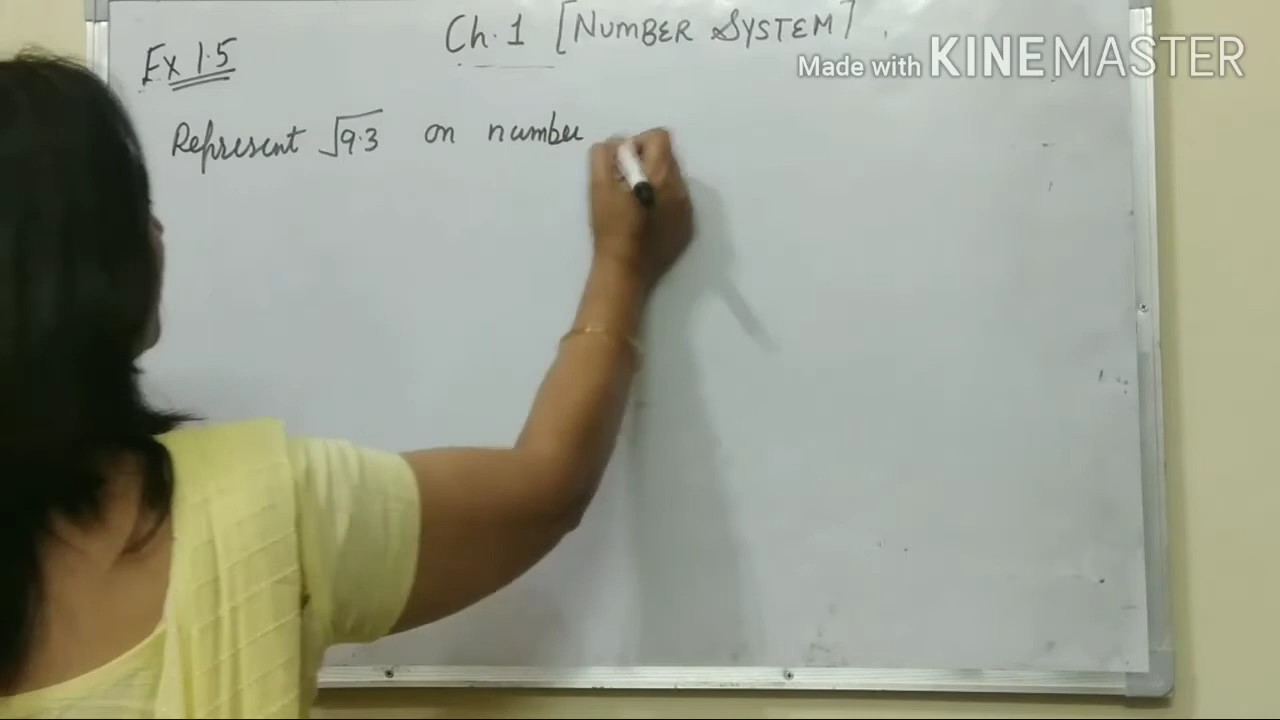 Ch. 1 [NUMBER SYSTEM]
Made with KINEMASTER
Ex 1.5
Represent √9.3 on number